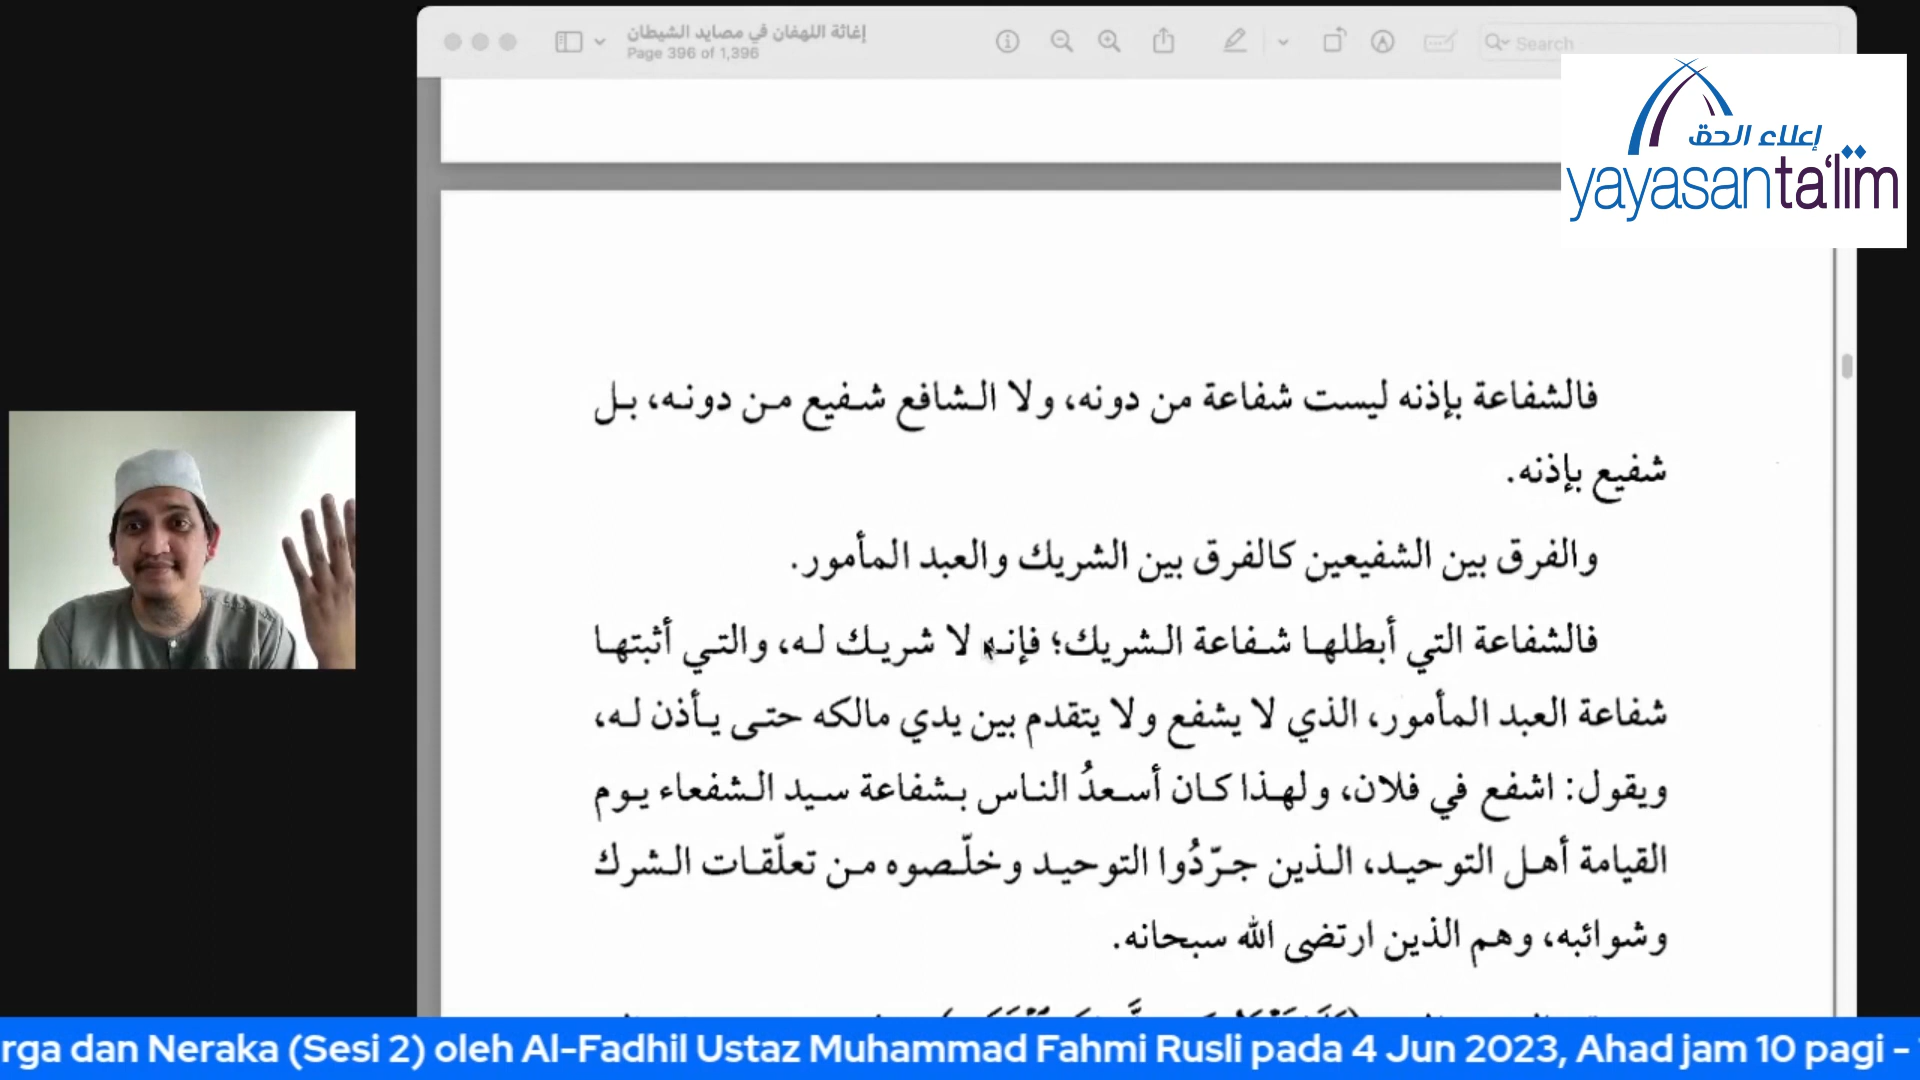 إغاثة اللهفان في مصايد الشيطان
Page 396 of 1,396
Search
إعلاء الحق
yayasanta'lim
فالشفاعة بإذنه ليست شفاعة من دونه، ولا الشافع شفيع من دونه، بل
شفيع بإذنه.
والفرق بين الشفيعين كالفرق بين الشريك والعبد المأمور.
فالشفاعة التي أبطلها شفاعة الشريك؛ فإنه لا شريك له، والتي أثبتها
شفاعة العبد المأمور، الذي لا يشفع ولا يتقدم بين يدي مالكه حتى يأذن له،
ويقول: اشفع في فلان، ولهذا كان أسعدُ الناس بشفاعة سيد الشفعاء يوم
القيامة أهل التوحيد، الذين جرّدُوا التوحيد وخلّصوه من تعلّقات الشرك
وشوائبه، وهم الذين ارتضى الله سبحانه.
rga dan Neraka (Sesi 2) oleh Al-Fadhil Ustaz Muhammad Fahmi Rusli pada 4 Jun 2023, Ahad jam 10 pagi -